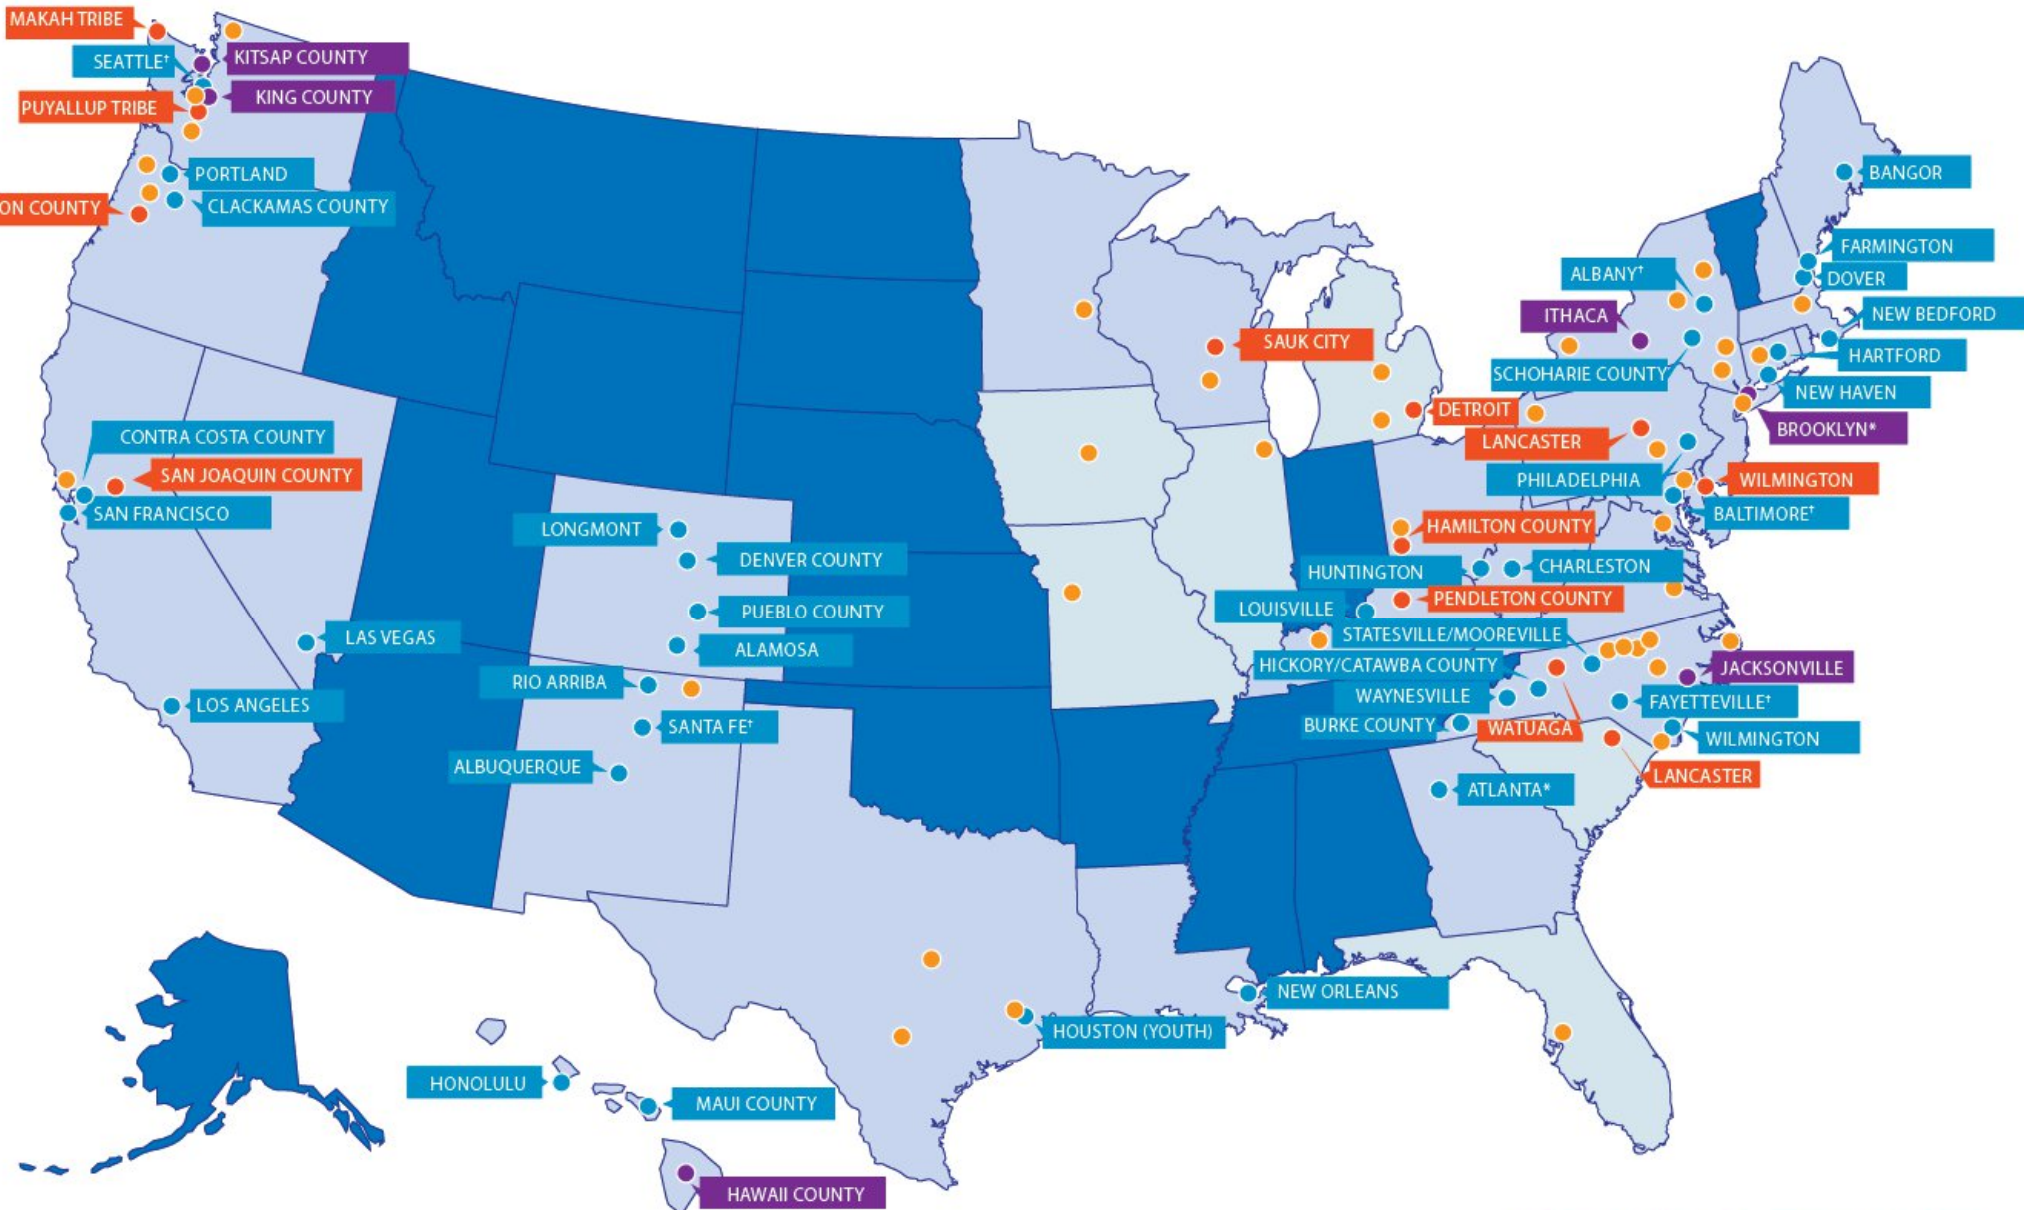 MAKAH TRIBE
SEATTLE†
KITSAP COUNTY
KING COUNTY
PUYALLUP TRIBE
PORTLAND
ON COUNTY
CLACKAMAS COUNTY
CONTRA COSTA COUNTY
SAN JOAQUIN COUNTY
SAN FRANCISCO
LAS VEGAS
LOS ANGELES
LONGMONT
DENVER COUNTY
PUEBLO COUNTY
ALAMOSA
RIO ARRIBA
SANTA FE†
ALBUQUERQUE
HONOLULU
MAUI COUNTY
HAWAII COUNTY
HOUSTON (YOUTH)
NEW ORLEANS
SAUK CITY
DETROIT
BANGOR
FARMINGTON
ALBANY†
DOVER
ITHACA
NEW BEDFORD
HARTFORD
SCHOHARIE COUNTY
NEW HAVEN
BROOKLYN*
LANCASTER
PHILADELPHIA
WILMINGTON
BALTIMORE†
HAMILTON COUNTY
HUNTINGTON
CHARLESTON
LOUISVILLE
PENDLETON COUNTY
STATESVILLE/MOOREVILLE
HICKORY/CATAWBA COUNTY
JACKSONVILLE
WAYNESVILLE
FAYETTEVILLE†
BURKE COUNTY
WATUAGA
WILMINGTON
LANCASTER
ATLANTA*